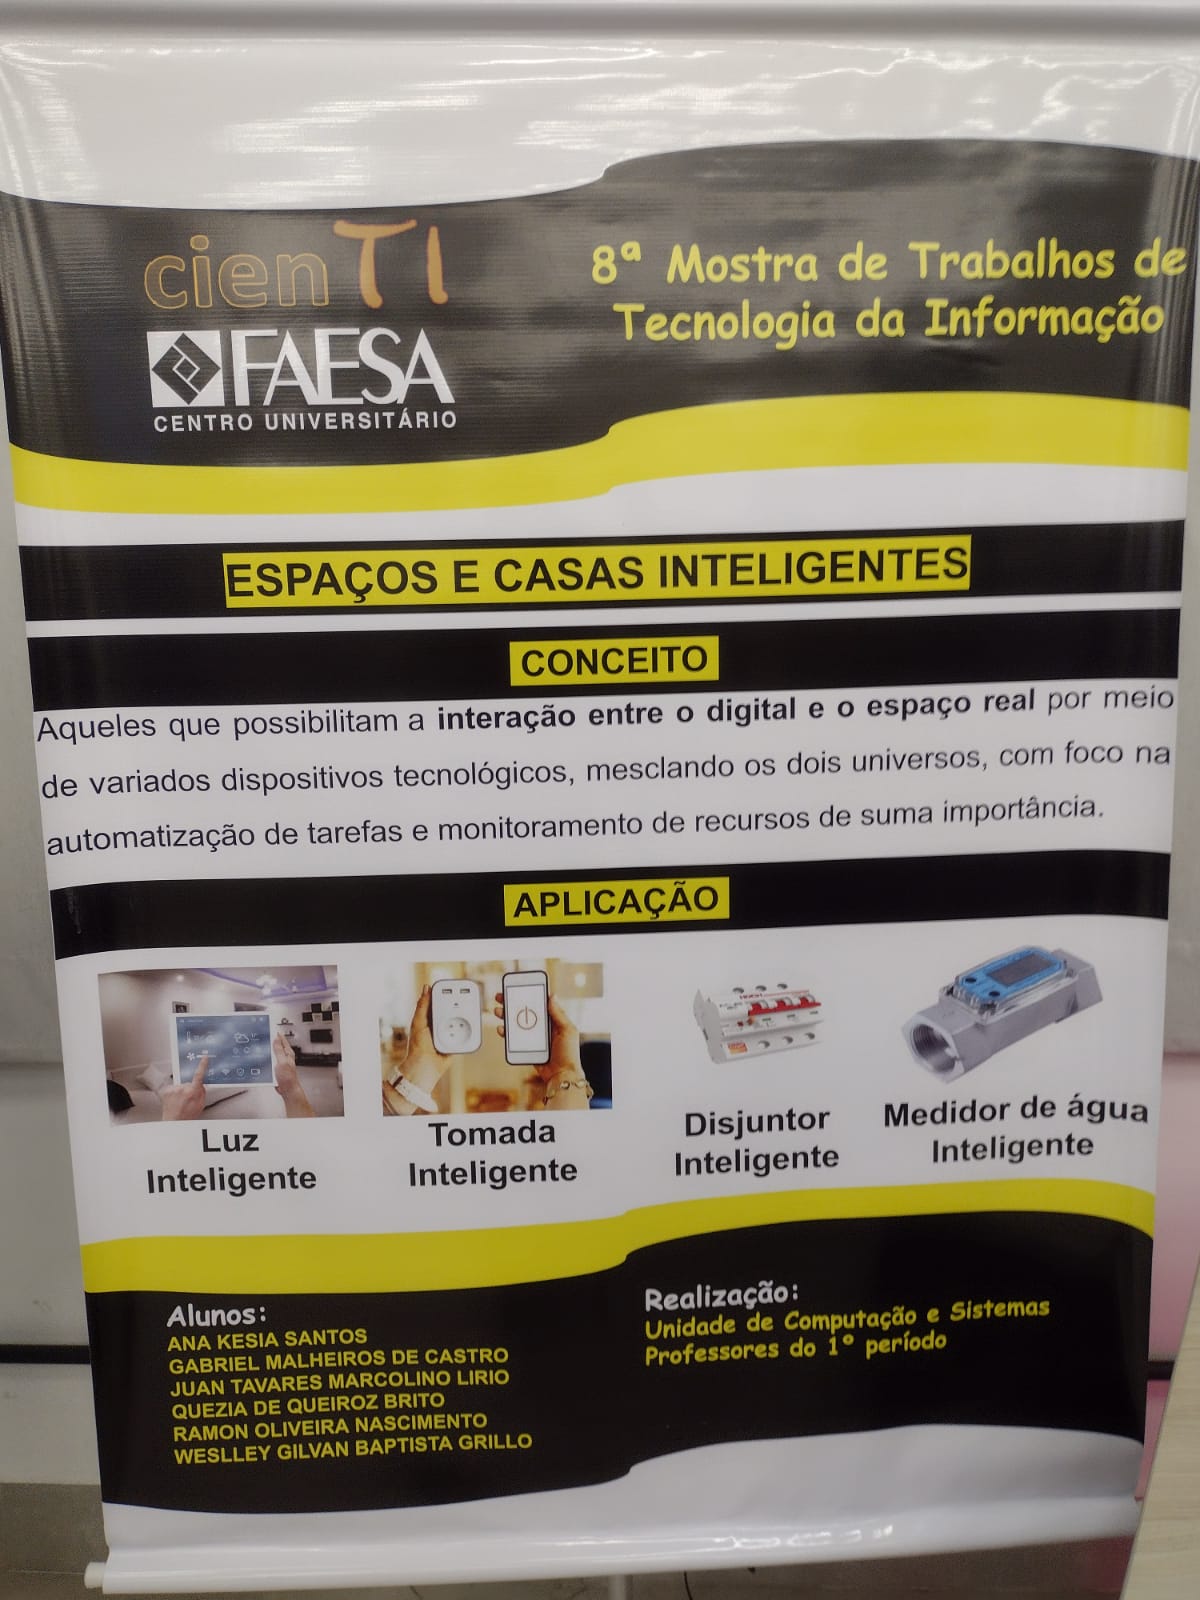 cienTI
FAESA
CENTRO UNIVERSITÁRIO
8ª Mostra de Trabalhos de
Tecnologia da Informação
ESPAÇOS E CASAS INTELIGENTES
CONCEITO
Aqueles que possibilitam a interação entre o digital e o espaço real por meio
de variados dispositivos tecnológicos, mesclando os dois universos, com foco na
automatização de tarefas e monitoramento de recursos de suma importância.
APLICAÇÃO
Luz
Inteligente
Tomada
Inteligente
Disjuntor
Inteligente
Medidor de água
Inteligente
Alunos:
ANA KESIA SANTOS
GABRIEL MALHEIROS DE CASTRO
JUAN TAVARES MARCOLINO LIRIO
QUEZIA DE QUEIROZ BRITO
RAMON OLIVEIRA NASCIMENTO
WESLLEY GILVAN BAPTISTA GRILLO
Realização:
Unidade de Computação e Sistemas
Professores do 1º período